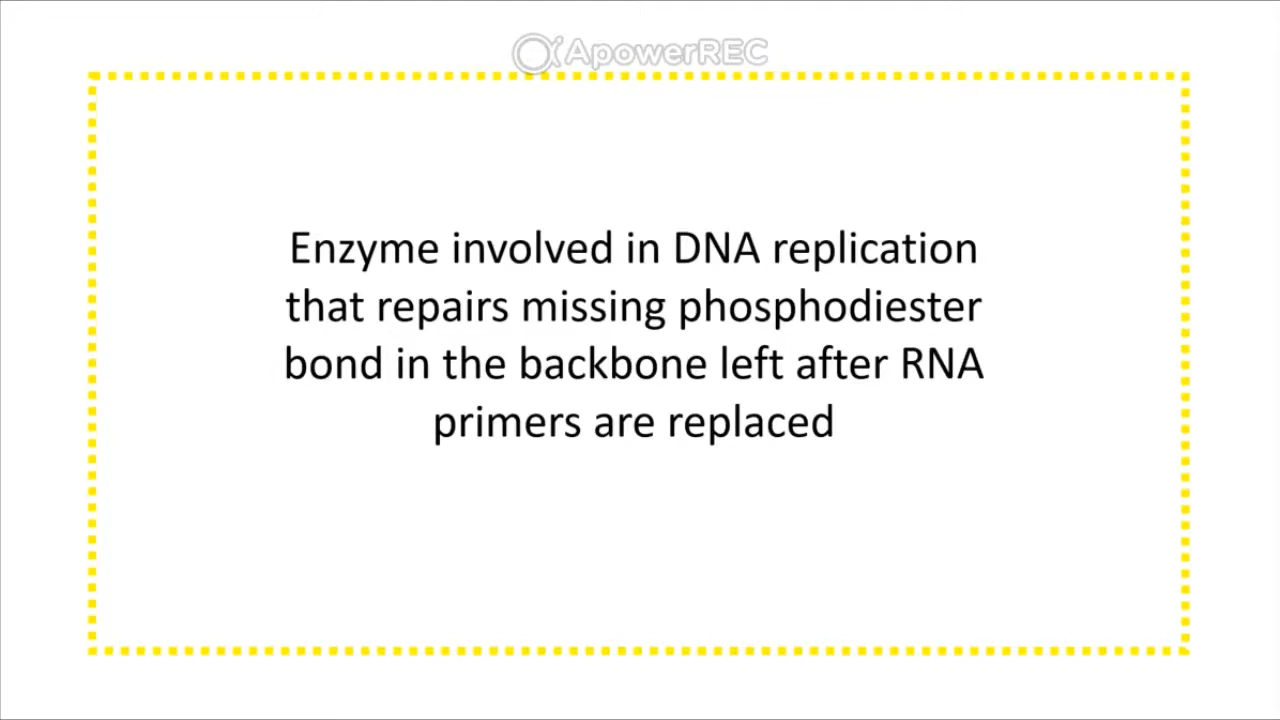 ApowerREC
Enzyme involved in DNA replication
that repairs missing phosphodiester
bond in the backbone left after RNA
primers are replaced